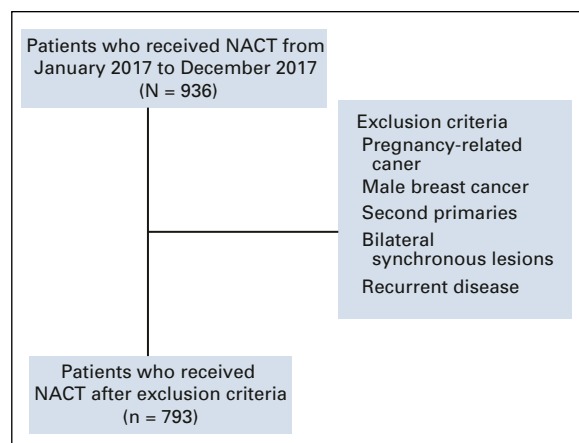 Patients who received NACT from
January 2017 to December 2017
(N = 936)
Exclusion criteria
Pregnancy-related
caner
Male breast cancer
Second primaries
Bilateral
synchronous lesions
Recurrent disease
Patients who received
NACT after exclusion criteria
(n = 793)